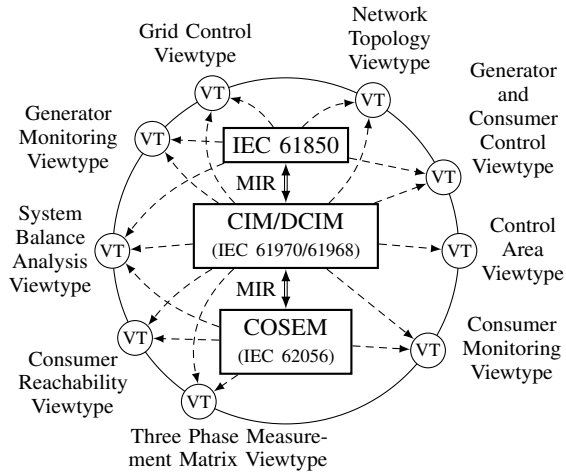 Network
Topology
Viewtype
Grid Control
Viewtype
Generator
and
Consumer
Control
Viewtype
VT
VT
Generator
Monitoring
Viewtype
VT
IEC 61850
VT
MIR
System
Balance
Analysis
Viewtype
VT
CIM/DCIM
(IEC 61970/61968)
VT
Control
Area
Viewtype
MIR
VT
COSEM
(IEC 62056)
VT
Consumer
Monitoring
Viewtype
Consumer
Reachability
Viewtype
VT
Three Phase Measure-
ment Matrix Viewtype